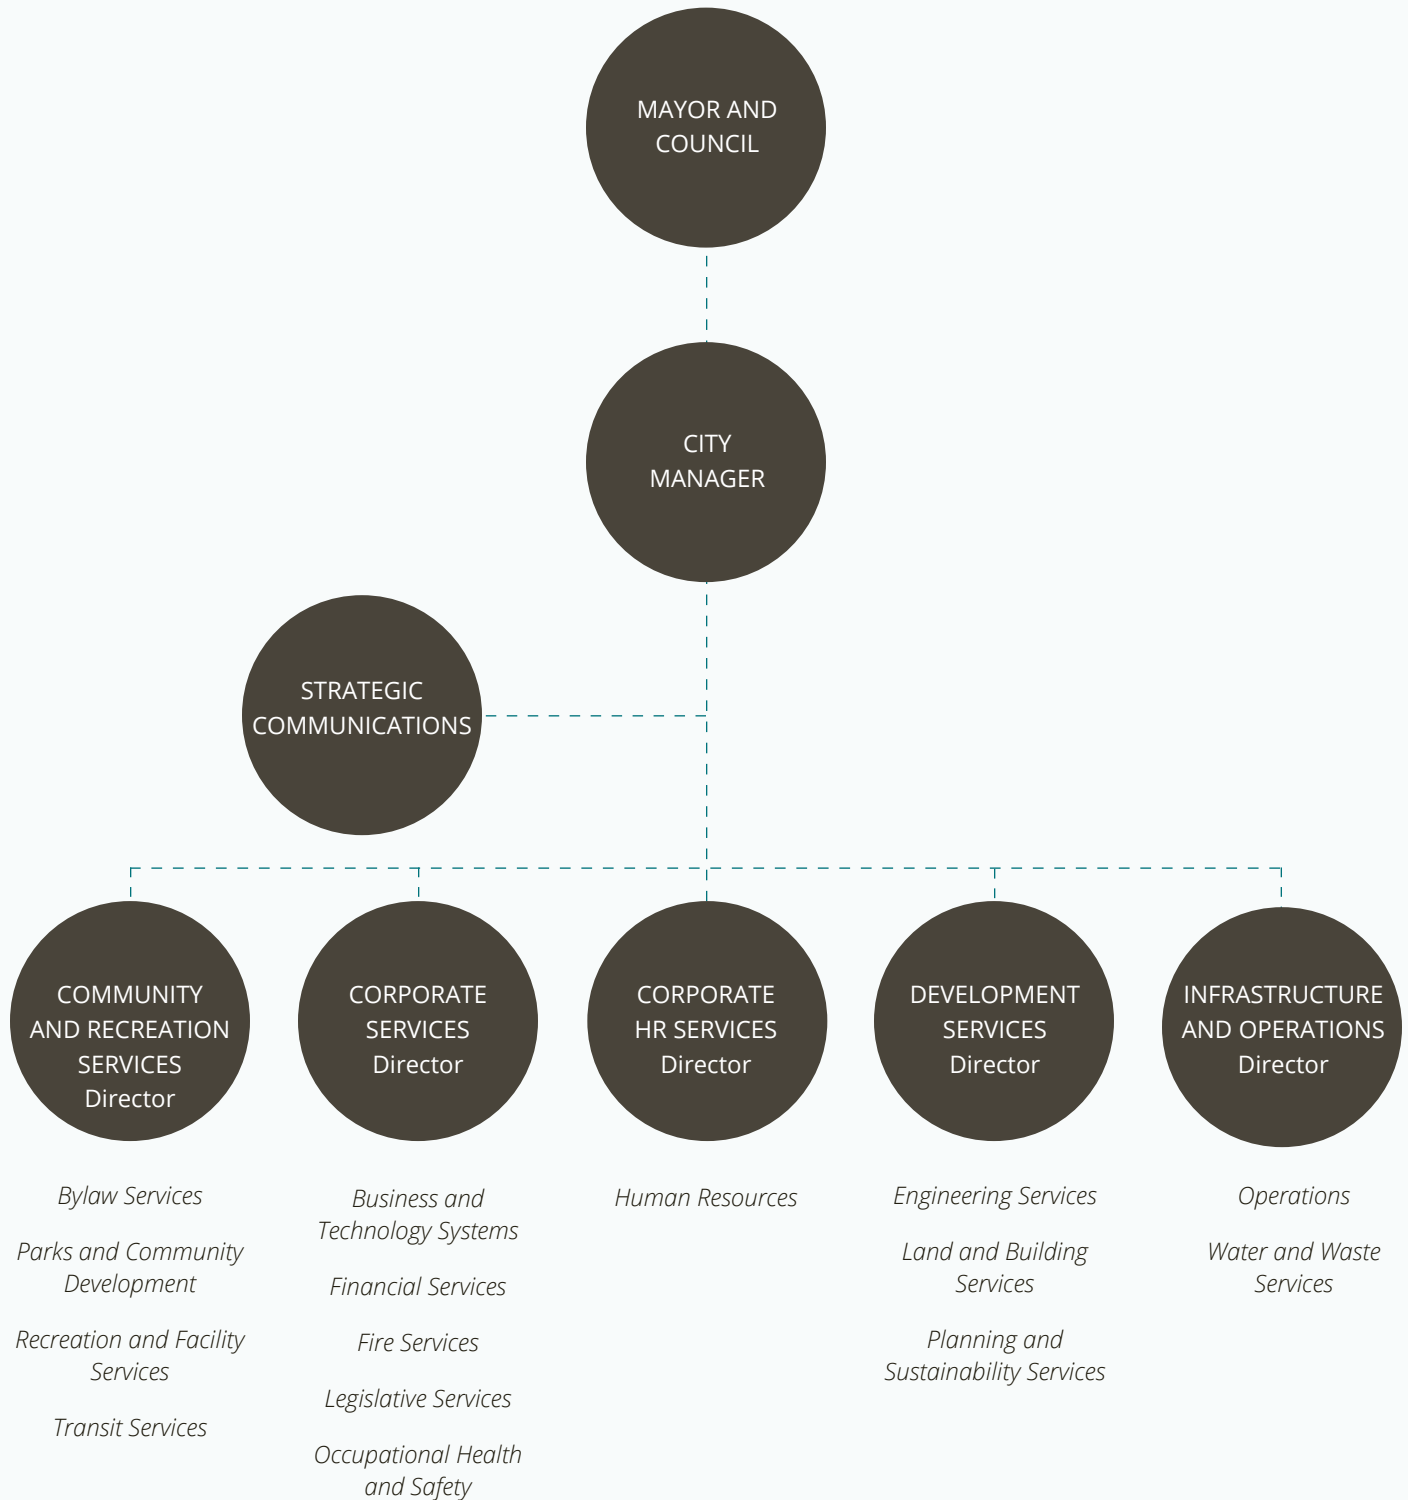 MAYOR AND
COUNCIL
CITY
MANAGER
STRATEGIC
COMMUNICATIONS
COMMUNITY
AND RECREATION
SERVICES
Director
CORPORATE
SERVICES
Director
CORPORATE
HR SERVICES
Director
DEVELOPMENT
SERVICES
Director
INFRASTRUCTURE
AND OPERATIONS
Director
Bylaw Services
Parks and Community
Development
Recreation and Facility
Services
Transit Services
Business and
Technology Systems
Financial Services
Fire Services
Legislative Services
Occupational Health
and Safety
Human Resources
Engineering Services
Land and Building
Services
Planning and
Sustainability Services
Operations
Water and Waste
Services